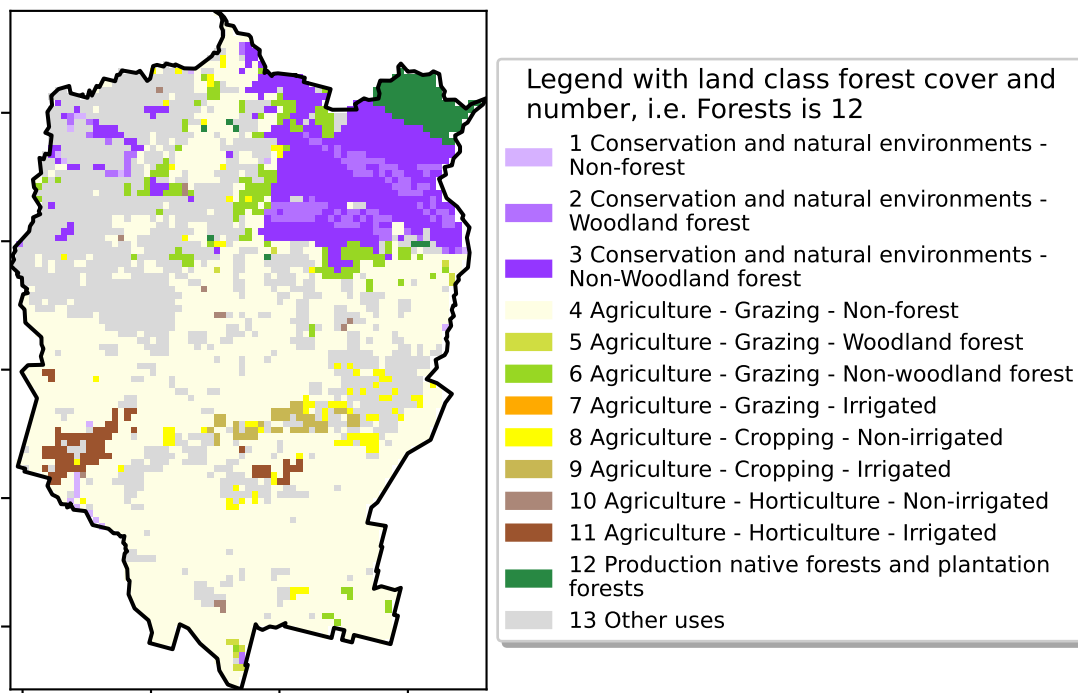 Legend with land class forest cover and
number, i.e. Forests is 12
1 Conservation and natural environments -
Non-forest
2 Conservation and natural environments -
Woodland forest
3 Conservation and natural environments -
Non-Woodland forest
4 Agriculture - Grazing - Non-forest
5 Agriculture - Grazing - Woodland forest
6 Agriculture - Grazing - Non-woodland forest
7 Agriculture - Grazing - Irrigated
8 Agriculture - Cropping - Non-irrigated
9 Agriculture - Cropping - Irrigated
10 Agriculture - Horticulture - Non-irrigated
11 Agriculture - Horticulture - Irrigated
12 Production native forests and plantation
forests
13 Other uses